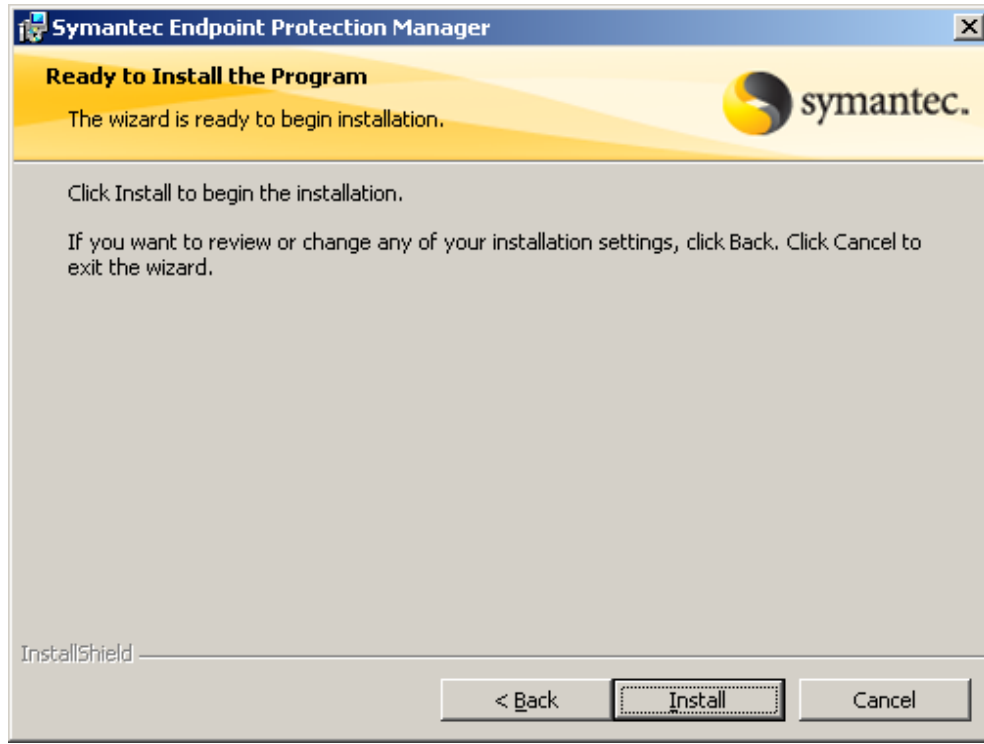 Symantec Endpoint Protection Manager
Ready to Install the Program
The wizard is ready to begin installation.
symantec.
Click Install to begin the installation.
If you want to review or change any of your installation settings, click Back. Click Cancel to
exit the wizard.
InstallShield
< Back
Install
Cancel